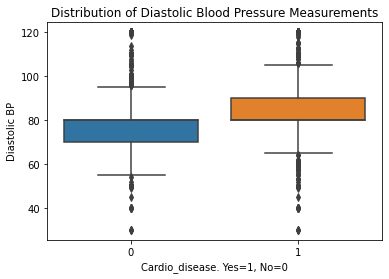 Distribution of Diastolic Blood Pressure Measurements
120
100
80
60
40
Diastolic BP
0
1
Cardio_disease. Yes=1, No=0